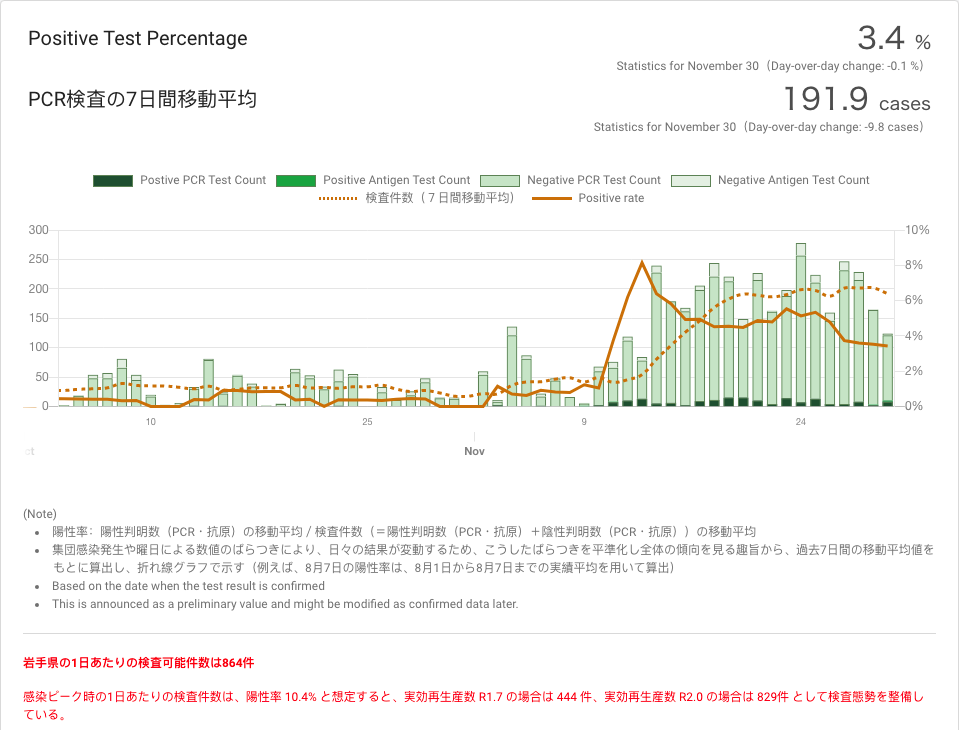 Positive Test Percentage
3.4 %
Statistics for November 30（Day-over-day change: -0.1 %）
PCR検査の7日間移動平均
191.9 cases
Statistics for November 30（Day-over-day change: -9.8 cases）
Postive PCR Test Count
Positive Antigen Test Count
Negative PCR Test Count
Negative Antigen Test Count
検査件数（７日間移動平均）
Positive rate
300
250
200
150
100
50
0
10%
8%
6%
4%
2%
0%
10
25
9
24
ct
Nov
(Note)
• 陽性率：陽性判明数（PCR・抗原）の移動平均 / 検査件数（＝陽性判明数（PCR・抗原）＋陰性判明数（PCR・抗原））の移動平均
• 集団感染発生や曜日による数値のばらつきにより、日々の結果が変動するため、こうしたばらつきを平準化し全体の傾向を見る趣旨から、過去7日間の移動平均値を
もとに算出し、折れ線グラフで示す（例えば、8月7日の陽性率は、8月1日から8月7日までの実績平均を用いて算出）
• Based on the date when the test result is confirmed
• This is announced as a preliminary value and might be modified as confirmed data later.
岩手県の1日あたりの検査可能件数は864件
感染ピーク時の1日あたりの検査件数は、陽性率 10.4% と想定すると、実効再生産数 R1.7 の場合は 444 件、実効再生産数 R2.0 の場合は 829件 として検査態勢を整備し
ている。